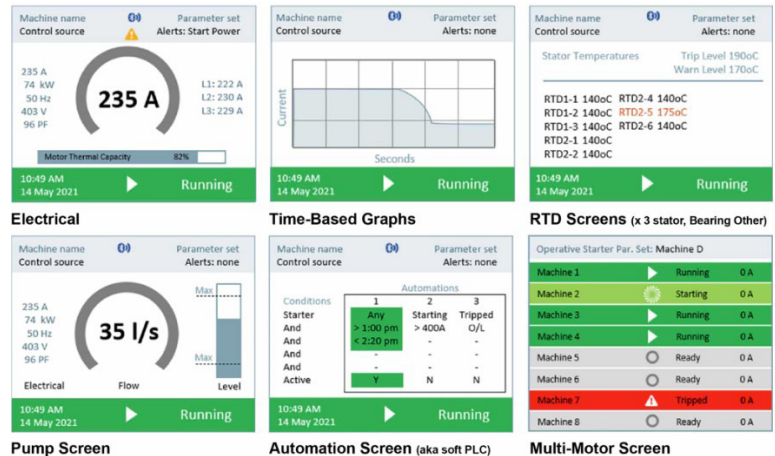 Machine name Parameter set
Control source Alerts: Start Power
235 A
74 kW
50 Hz
403 V
96 PF
235 A
L1: 222 A
L2: 230 A
L3: 229 A
Motor Thermal Capacity 82%
10:49 AM
14 May 2021
Running
Electrical
Machine name Parameter set
Control source Alerts: none
Current
Seconds
10:49 AM
14 May 2021
Running
Time-Based Graphs
Machine name Parameter set
Control source Alerts: none
Stator Temperatures Trip Level 190oC
Warn Level 170oC
RTD1-1 140oC RTD2-4 140oC
RTD1-2 140oC RTD2-5 175oC
RTD1-3 140oC RTD2-6 140oC
RTD2-1 140oC
RTD2-2 140oC
10:49 AM
14 May 2021
Running
RTD Screens (x 3 stator, Bearing Other)
Machine name Parameter set
Control source Alerts: none
235 A
74 kW
50 Hz
403 V
96 PF
35 l/s
Max
Max
Electrical Flow Level
10:49 AM
14 May 2021
Running
Pump Screen
Machine name Parameter set
Control source Alerts: none
Automations
Conditions 1 2 3
Starter Any Starting Tripped
And > 1:00 pm > 400A O/L
And < 2:20 pm - -
And - - -
And - - -
Active Y N N
10:49 AM
14 May 2021
Running
Automation Screen (aka soft PLC)
Operative Starter Par. Set: Machine D
Machine 1 Running 0 A
Machine 2 Starting 0 A
Machine 3 Running 0 A
Machine 4 Running 0 A
Machine 5 Ready 0 A
Machine 6 Ready 0 A
Machine 7 Tripped 0 A
Machine 8 Ready 0 A
Multi-Motor Screen